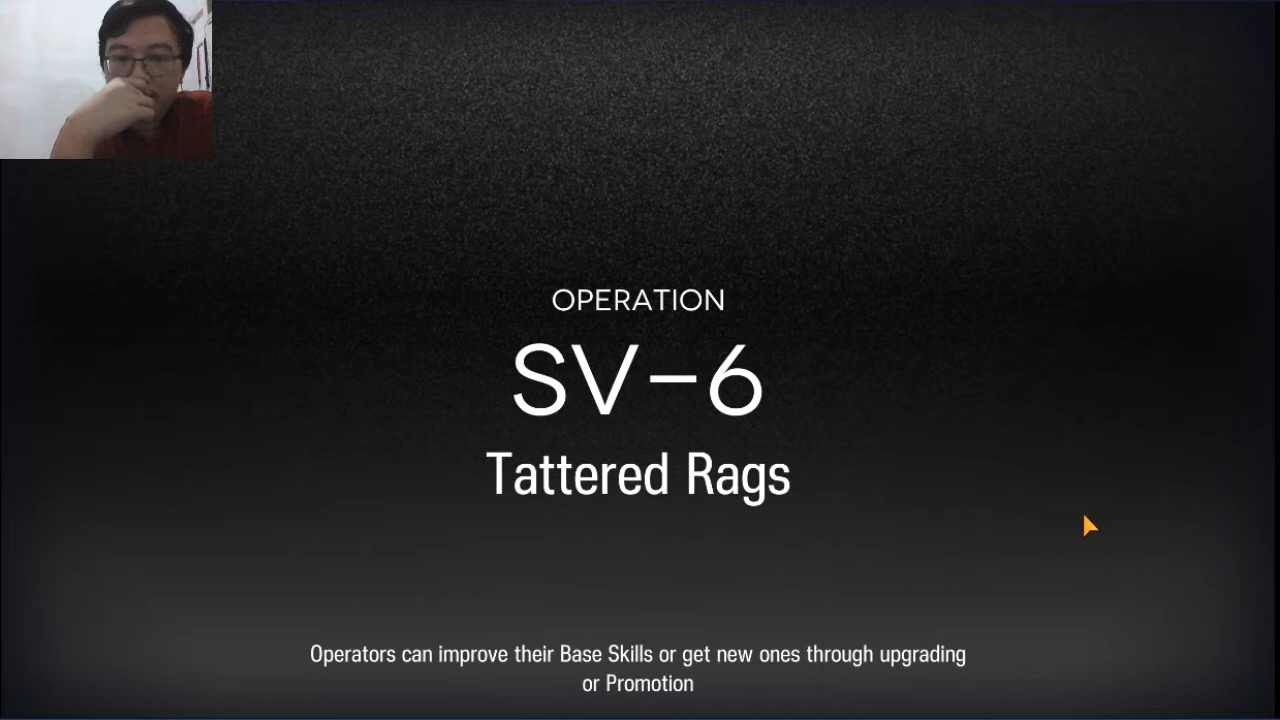 OPERATION
SV-6
Tattered Rags
Operators can improve their Base Skills or get new ones through upgrading
or Promotion